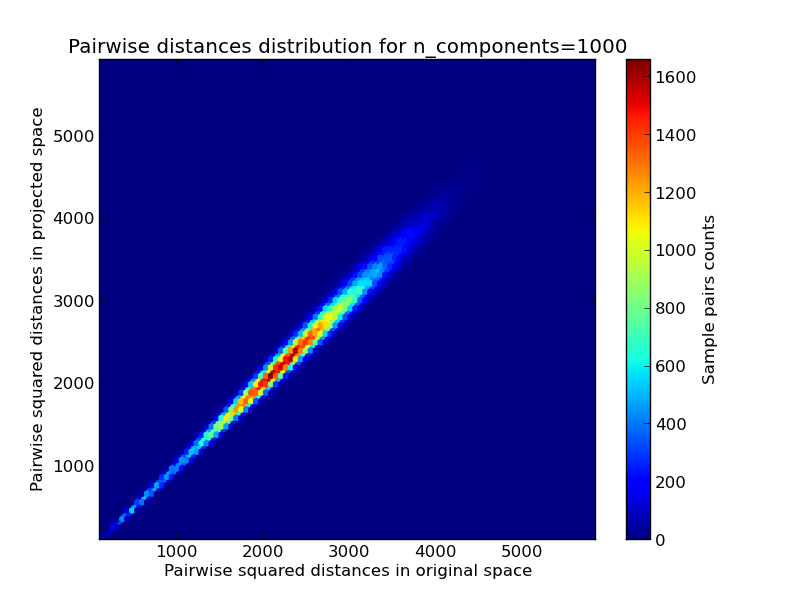 Pairwise distances distribution for n_components=1000
Pairwise squared distances in projected space
5000
4000
3000
2000
1000
1000 2000 3000 4000 5000
Pairwise squared distances in original space
1600
1400
1200
1000
800
600
400
200
0
Sample pairs counts